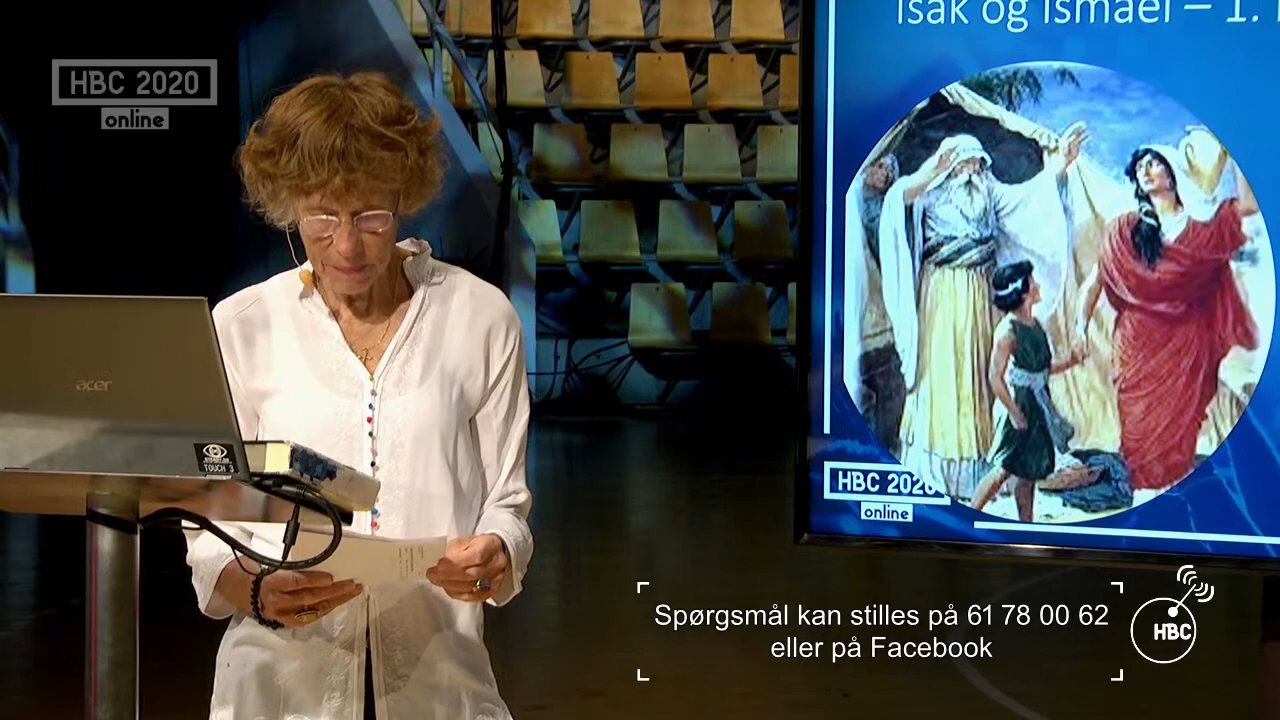 Isak og Ismael – 1.
HBC 2020
online
acer
TOUCH 3
HBC 2020
online
Spørgsmål kan stilles på 61 78 00 62
eller på Facebook
HBC